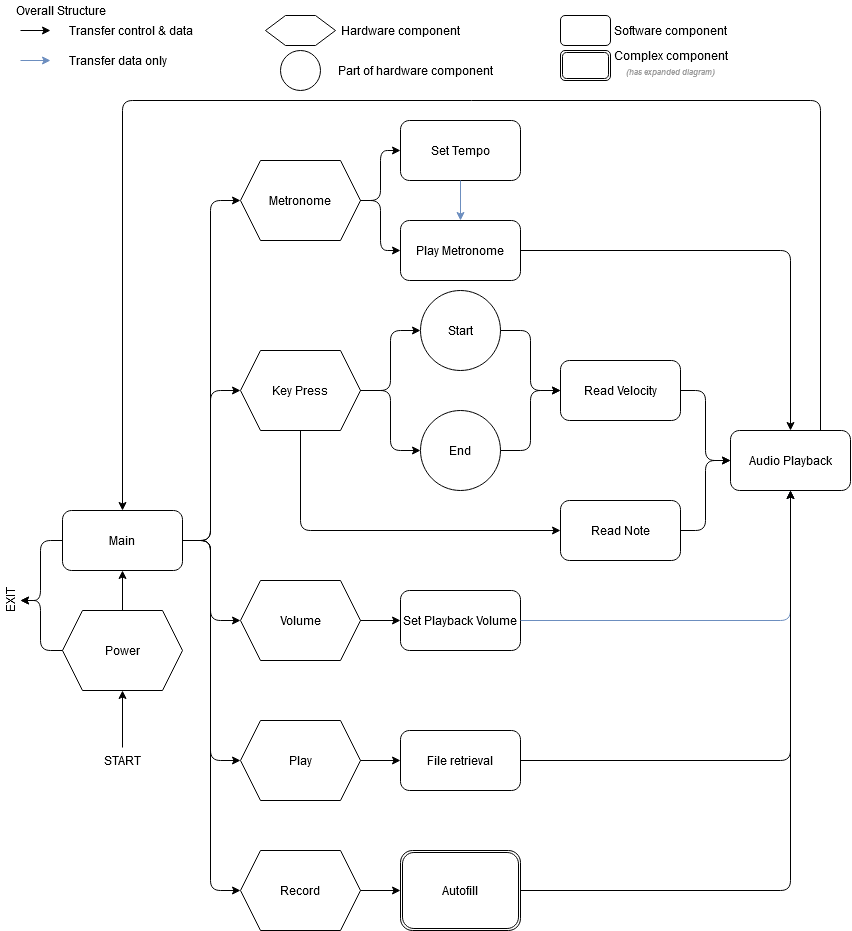 Overall Structure
Transfer control & data
Transfer data only
Hardware component
Part of hardware component
Software component
Complex component
(has expanded diagram)
Set Tempo
Metronome
Play Metronome
Start
Key Press
Read Velocity
End
Audio Playback
Read Note
Main
EXIT
Power
START
Volume
Set Playback Volume
Play
File retrieval
Record
Autofill